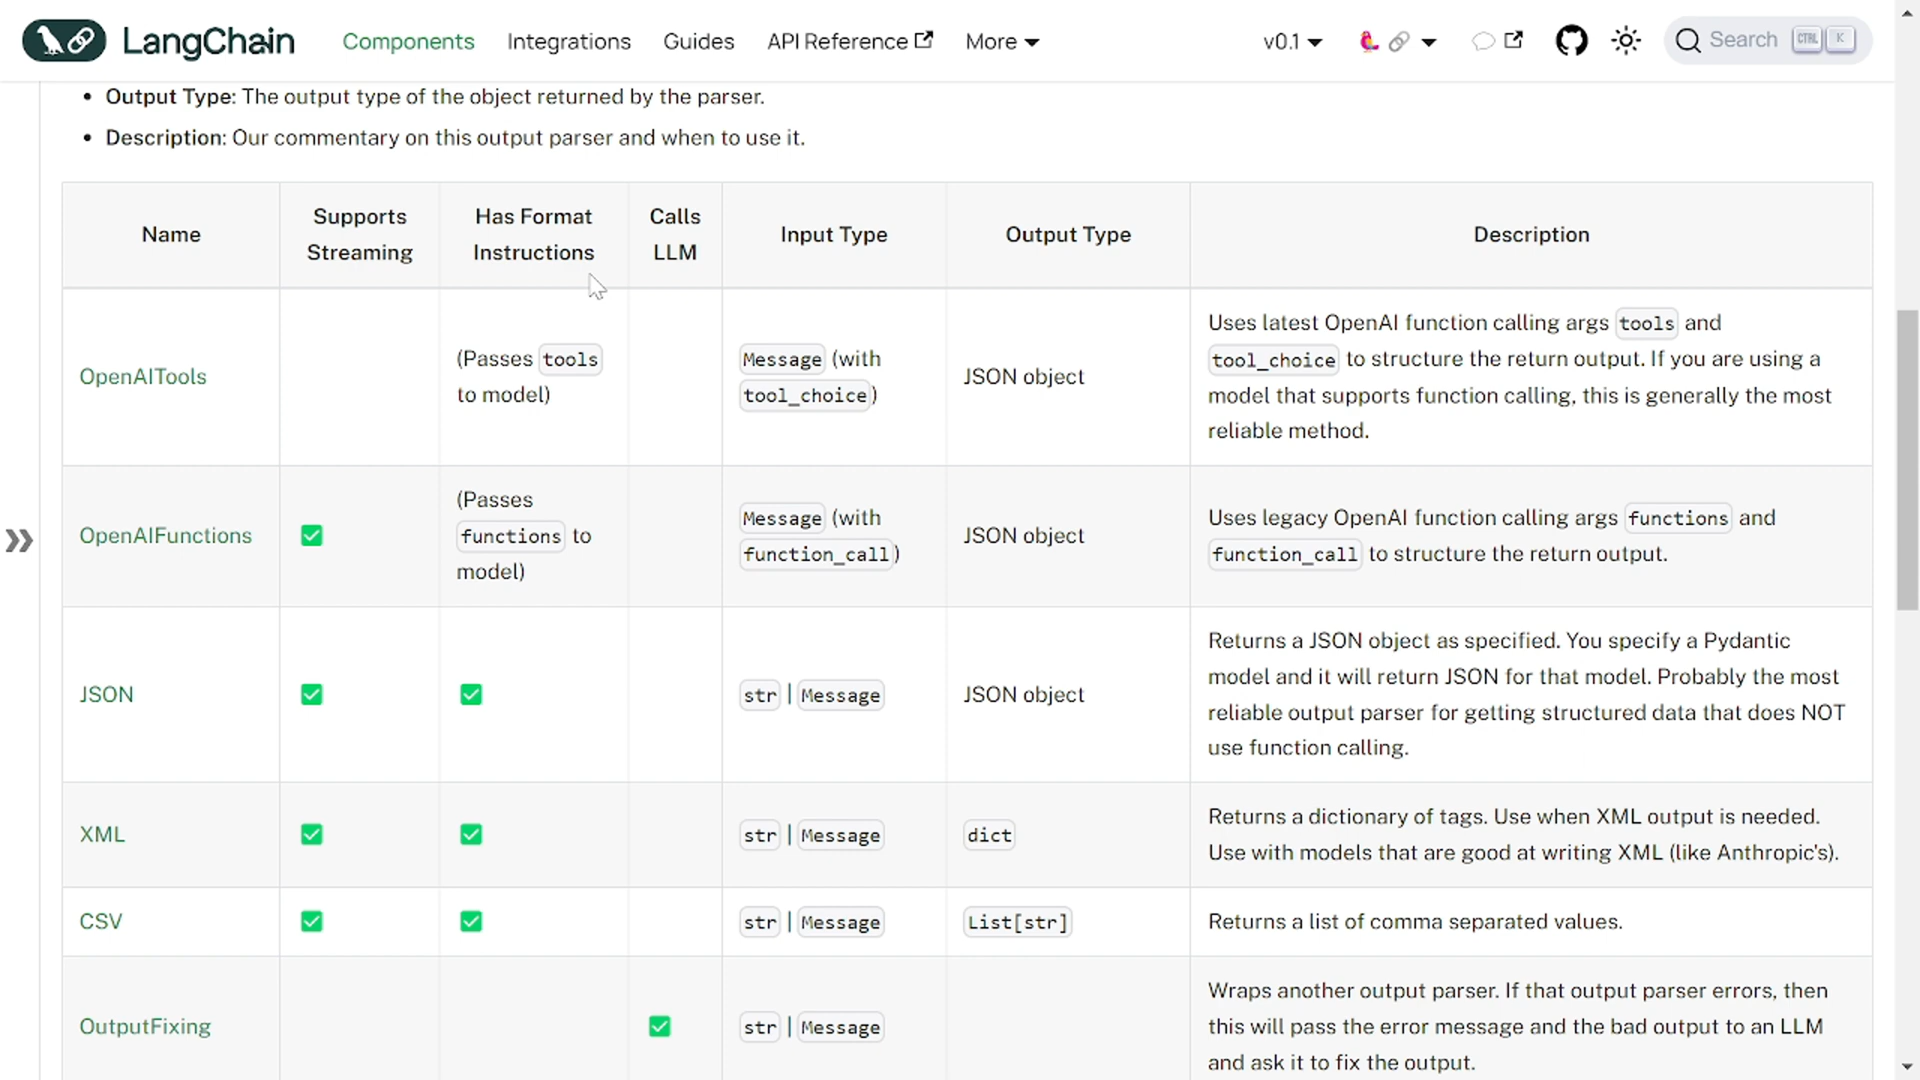 LangChain
Components
Integrations
Guides
API Reference
More
v0.1
Search
CTRL
K
Output Type: The output type of the object returned by the parser.
Description: Our commentary on this output parser and when to use it.
Name
Supports
Streaming
Has Format
Instructions
Calls
LLM
Input Type
Output Type
Description
OpenAITools
(Passes tools
to model)
Message (with
tool_choice)
JSON object
Uses latest OpenAI function calling args tools and
tool_choice to structure the return output. If you are using a
model that supports function calling, this is generally the most
reliable method.
OpenAIFunctions
(Passes
functions to
model)
Message (with
function_call)
JSON object
Uses legacy OpenAI function calling args functions and
function_call to structure the return output.
JSON
str | Message
JSON object
Returns a JSON object as specified. You specify a Pydantic
model and it will return JSON for that model. Probably the most
reliable output parser for getting structured data that does NOT
use function calling.
XML
str | Message
dict
Returns a dictionary of tags. Use when XML output is needed.
Use with models that are good at writing XML (like Anthropic's).
CSV
str | Message
List[str]
Returns a list of comma separated values.
OutputFixing
str | Message
Wraps another output parser. If that output parser errors, then
this will pass the error message and the bad output to an LLM
and ask it to fix the output.